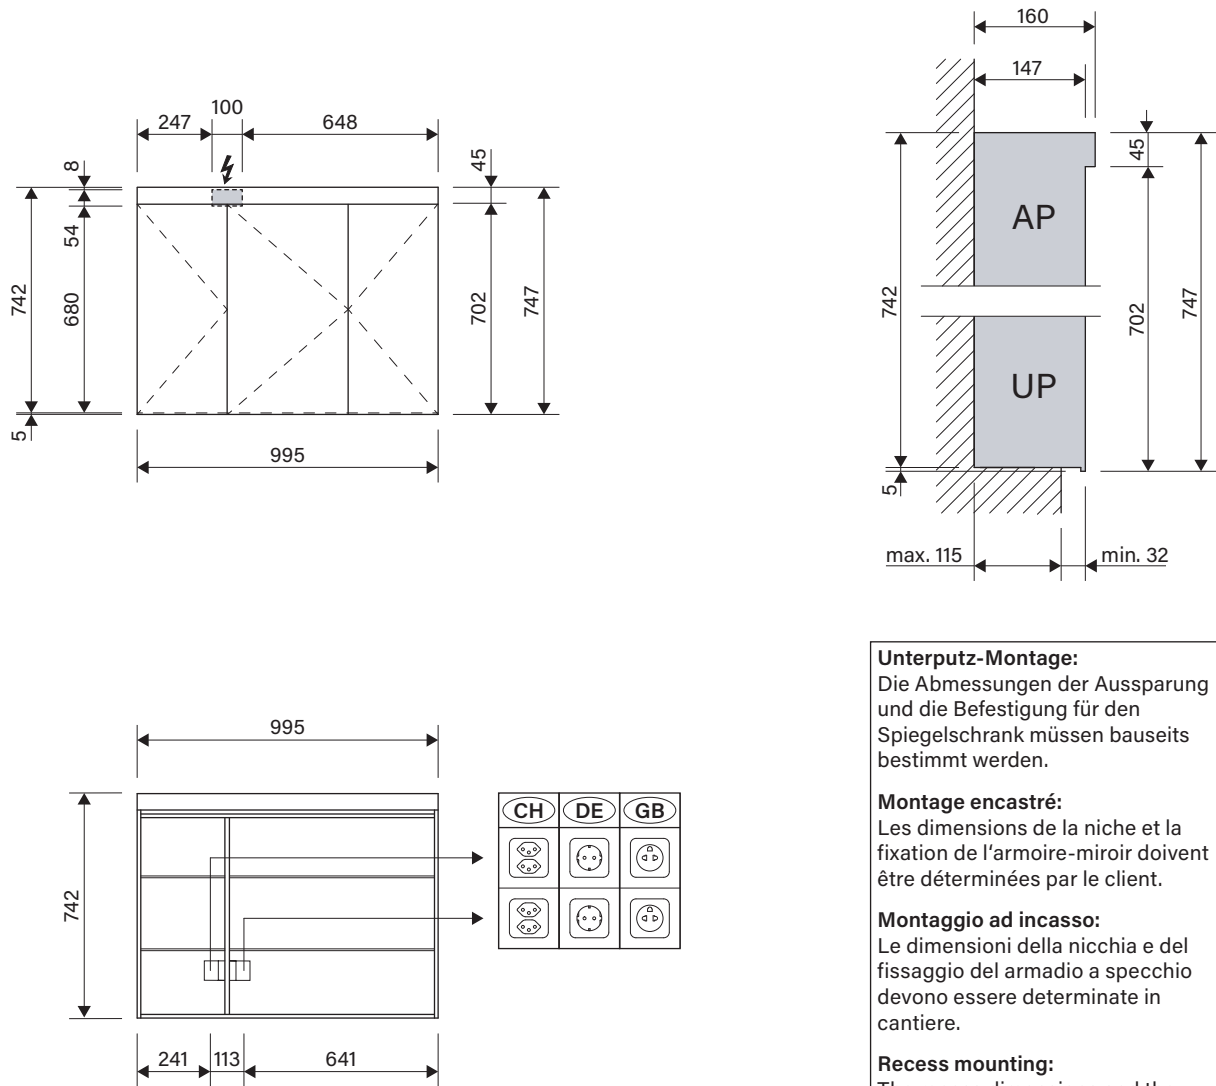 160
147
247
100
648
8
45
45
54
742
680
702
747
742
702
747
AP
UP
5
995
5
max. 115
min. 32
Unterputz-Montage:
Die Abmessungen der Aussparung
und die Befestigung für den
Spiegelschrank müssen bauseits
bestimmt werden.
Montage encastré:
Les dimensions de la niche et la
fixation de l'armoire-miroir doivent
être déterminées par le client.
Montaggio ad incasso:
Le dimensioni della nicchia e del
fissaggio del armadio a specchio
devono essere determinate in
cantiere.
Recess mounting:
995
CH DE GB
742
241
113
641